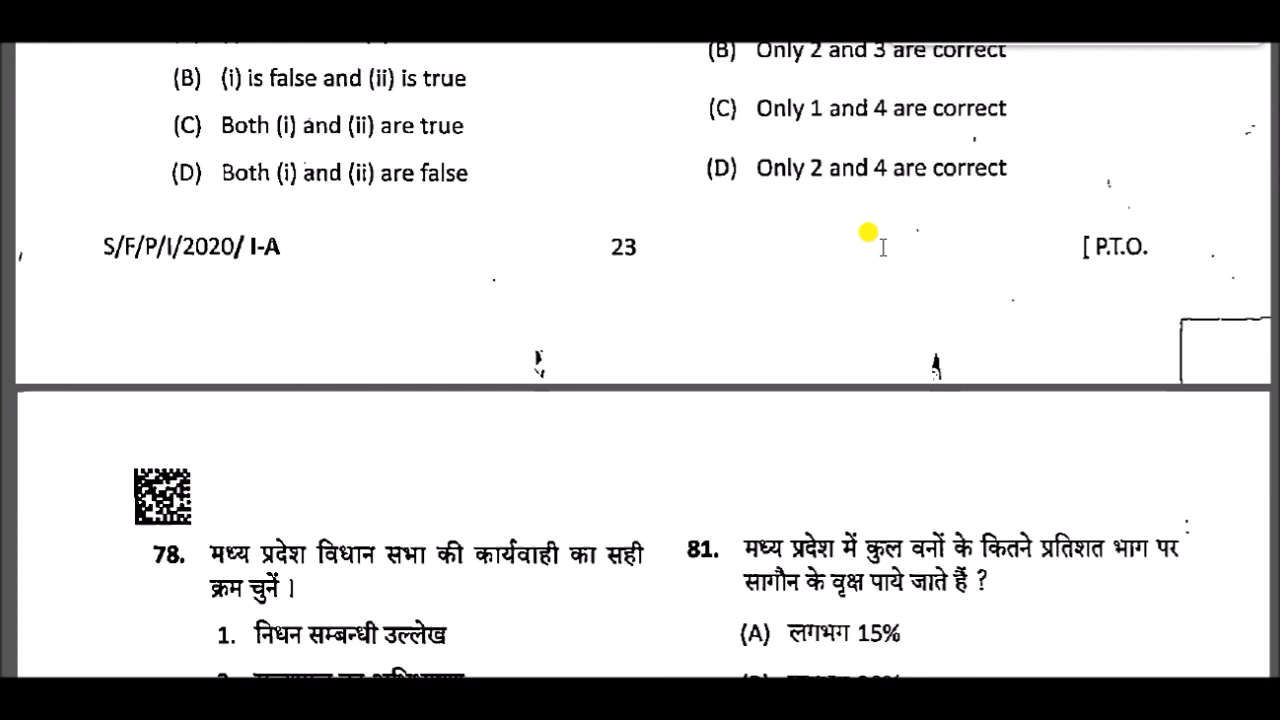 (B) (i) is false and (ii) is true
(C) Both (i) and (ii) are true
(D) Both (i) and (ii) are false
(B) Only 2 and 3 are correct
(C) Only 1 and 4 are correct
(D) Only 2 and 4 are correct
S/F/P/I/2020/ I-A 23 [ P.T.O.
78. मध्य प्रदेश विधान सभा की कार्यवाही का सही
क्रम चुनें ।
1. निधन सम्बन्धी उल्लेख
81. मध्य प्रदेश में कुल वनों के कितने प्रतिशत भाग पर
सागौन के वृक्ष पाये जाते हैं ?
(A) लगभग 15%